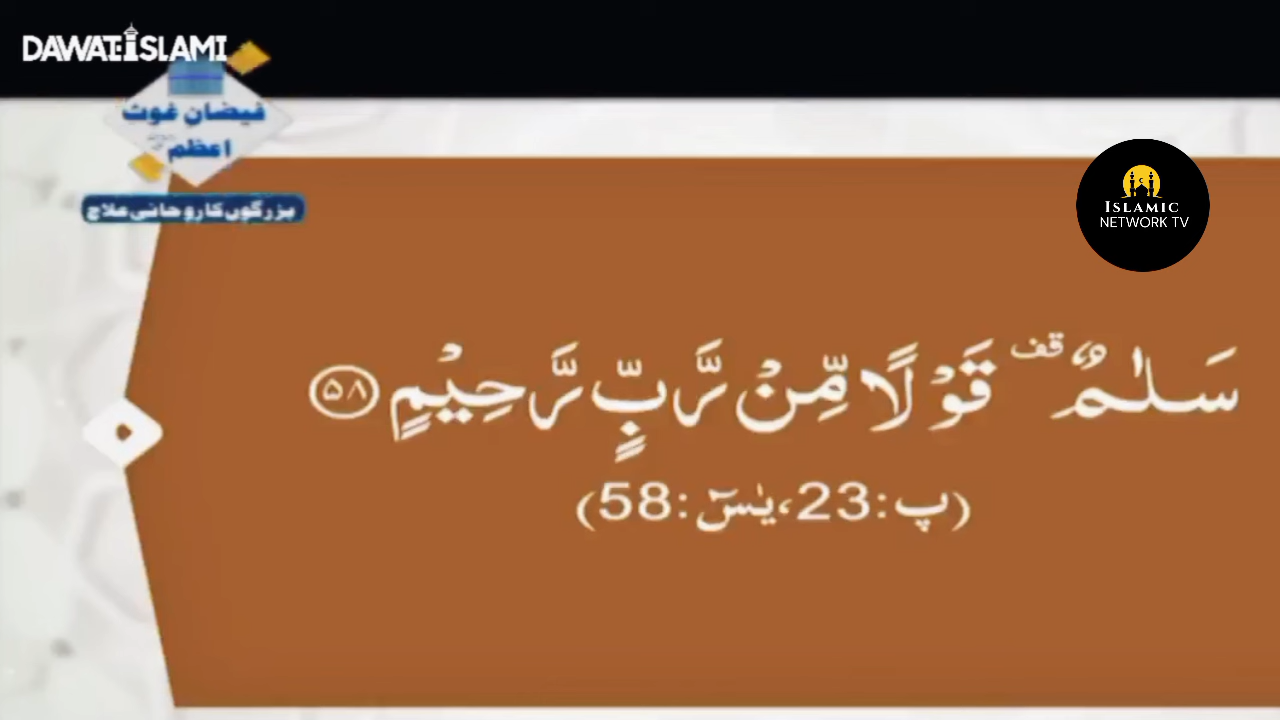 DAWATEISLAMI
فیضان غوث
اعظم
بزرگوں کا روحانی علاج
ISLAMIC
NETWORK TV
سَلٰمٌ ۟ قف قَوْلًا مِّنْ رَّبٍّ رَّحِیْمٍ ﴿۵۸﴾
(پ:23،یٰسٓ:58)